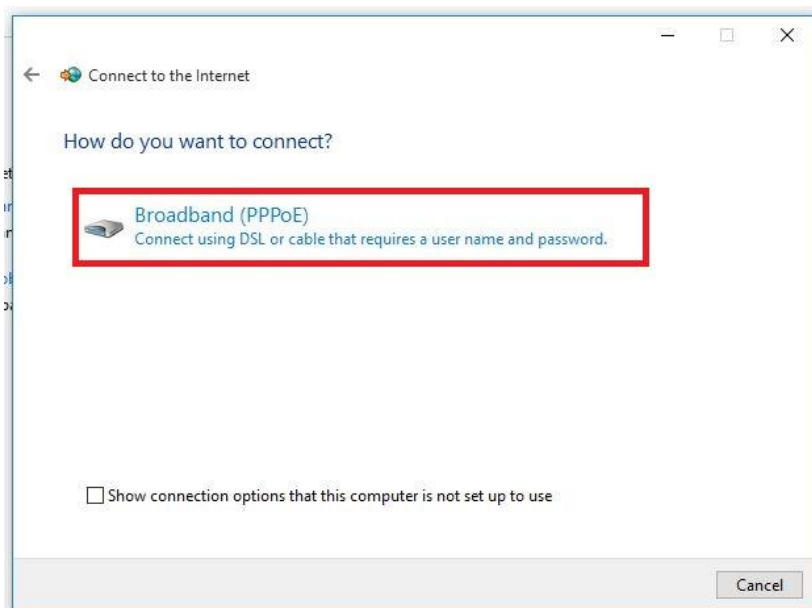 Connect to the Internet
How do you want to connect?
Broadband (PPPoE)
Connect using DSL or cable that requires a user name and password.
Show connection options that this computer is not set up to use
Cancel